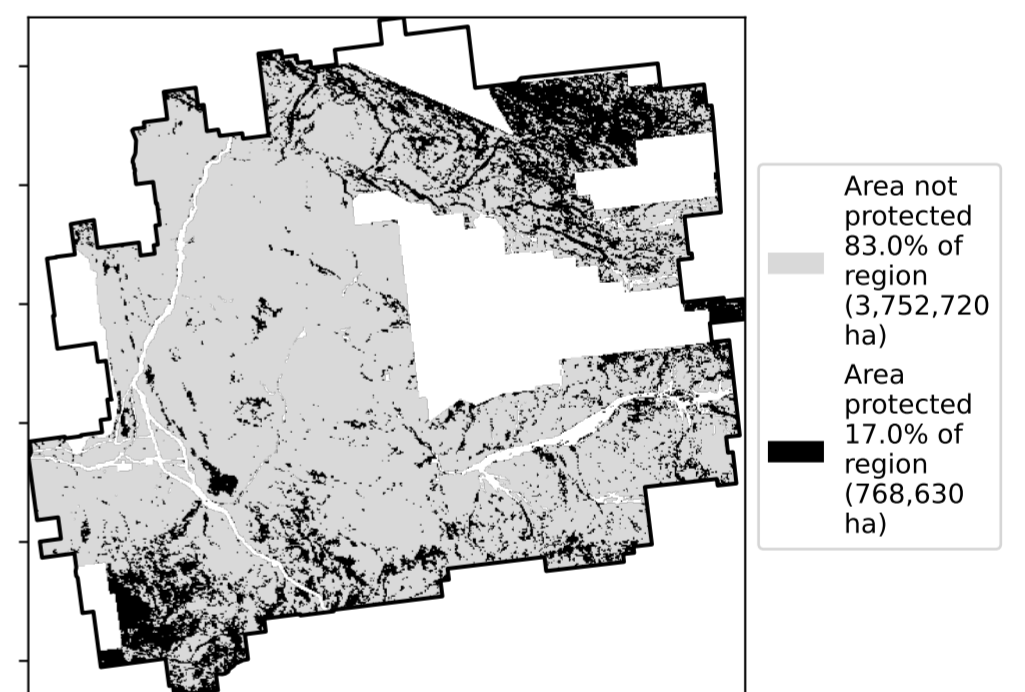 Area not
protected
83.0% of
region
(3,752,720
ha)
Area
protected
17.0% of
region
(768,630
ha)